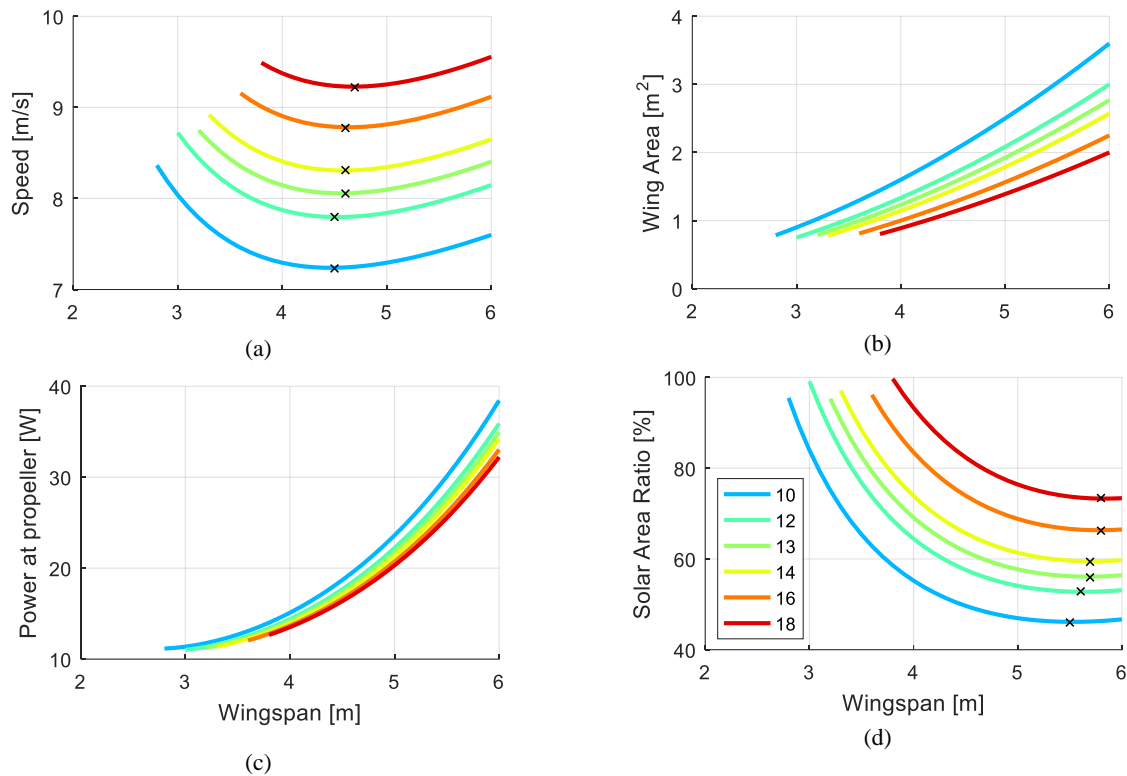 10
9
8
7
Speed [m/s]
2 3 4 5 6
(a)
4
3
2
1
0
Wing Area [m²]
2 3 4 5 6
(b)
40
30
20
10
Power at propeller [W]
2 3 4 5 6
Wingspan [m]
(c)
100
80
60
40
Solar Area Ratio [%]
10
12
13
14
16
18
2 3 4 5 6
Wingspan [m]
(d)